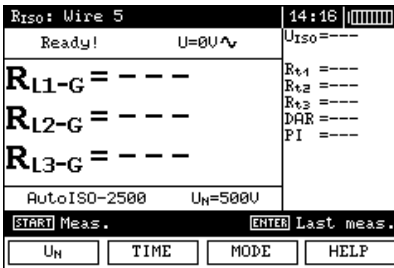 RISO: Wire 5 14:16
Ready! U=0V
UISO=---
RL1-G=---
RL2-G=---
RL3-G=---
Rt1 =---
Rt2 =---
Rt3 =---
DAR =---
PI =---
AutoISO-2500 UN=500V
START Meas. ENTER Last meas.
UN TIME MODE HELP